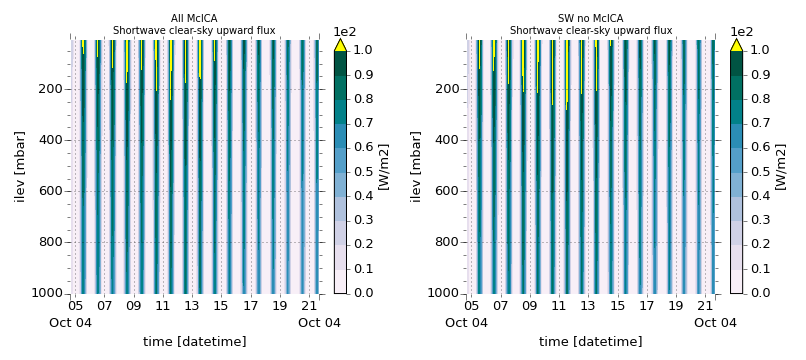 All McICA
Shortwave clear-sky upward flux
1e2
200
400
600
800
1000
ilev [mbar]
05 07 09 11 13 15 17 19 21
Oct 04 Oct 04
time [datetime]
1.0
0.9
0.8
0.7
0.6
0.5
0.4
0.3
0.2
0.1
0.0
[W/m2]
SW no McICA
Shortwave clear-sky upward flux
1e2
200
400
600
800
1000
ilev [mbar]
05 07 09 11 13 15 17 19 21
Oct 04 Oct 04
time [datetime]
1.0
0.9
0.8
0.7
0.6
0.5
0.4
0.3
0.2
0.1
0.0
[W/m2]